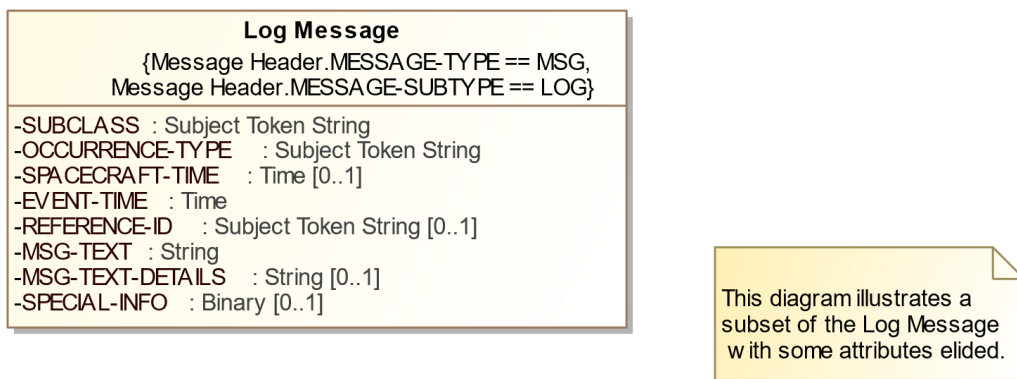 Log Message
{Message Header.MESSAGE-TYPE == MSG,
Message Header.MESSAGE-SUBTYPE == LOG}
-SUBCLASS : Subject Token String
-OCCURRENCE-TYPE : Subject Token String
-SPACECRAFT-TIME : Time [0..1]
-EVENT-TIME : Time
-REFERENCE-ID : Subject Token String [0..1]
-MSG-TEXT : String
-MSG-TEXT-DETAILS : String [0..1]
-SPECIAL-INFO : Binary [0..1]
This diagram illustrates a
subset of the Log Message
with some attributes elided.